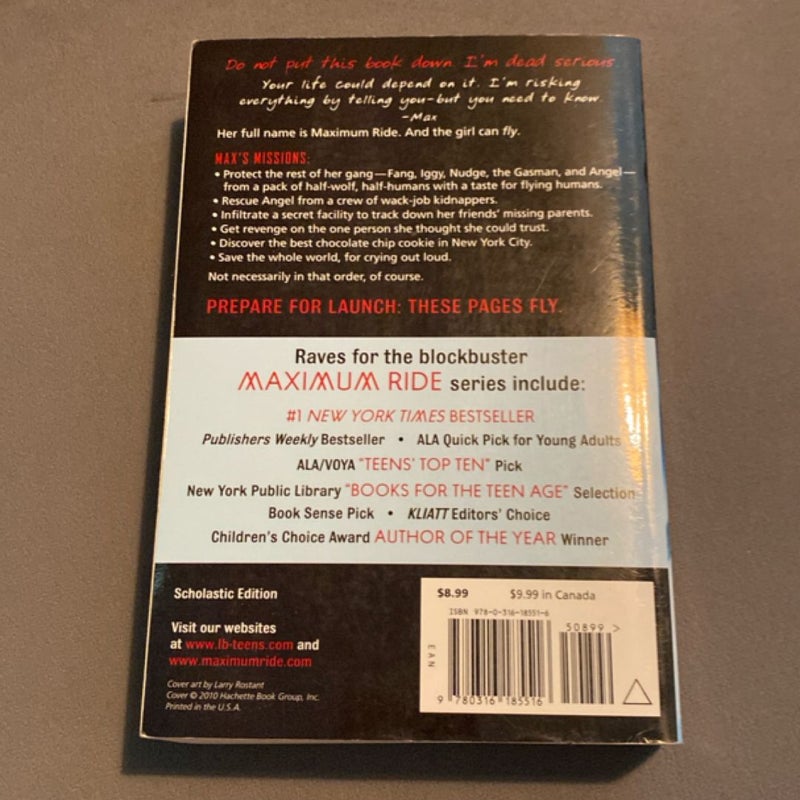 Do not put this book down. I'm dead serious.
Your life could depend on it. I'm risking
everything by telling you–but you need to know.
–Max
Her full name is Maximum Ride. And the girl can fly.
MAX'S MISSIONS:
• Protect the rest of her gang—Fang, Iggy, Nudge, the Gasman, and Angel—
from a pack of half-wolf, half-humans with a taste for flying humans.
• Rescue Angel from a crew of wack-job kidnappers.
• Infiltrate a secret facility to track down her friends' missing parents.
• Get revenge on the one person she thought she could trust.
• Discover the best chocolate chip cookie in New York City.
• Save the whole world, for crying out loud.
Not necessarily in that order, of course.
PREPARE FOR LAUNCH: THESE PAGES FLY.
Raves for the blockbuster
MAXIMUM RIDE series include:
#1 NEW YORK TIMES BESTSELLER
Publishers Weekly Bestseller • ALA Quick Pick for Young Adults
ALA/VOYA "TEENS' TOP TEN" Pick
New York Public Library "BOOKS FOR THE TEEN AGE" Selection
Book Sense Pick • KLIATT Editors' Choice
Children's Choice Award AUTHOR OF THE YEAR Winner
Scholastic Edition
Visit our websites
at www.lb-teens.com and
www.maximumride.com
Cover art by Larry Rostant
Cover © 2010 Hachette Book Group, Inc.
Printed in the U.S.A.
$8.99 $9.99 in Canada
ISBN 978-0-316-18551-6
50899 >
EAN
9 780316 185516